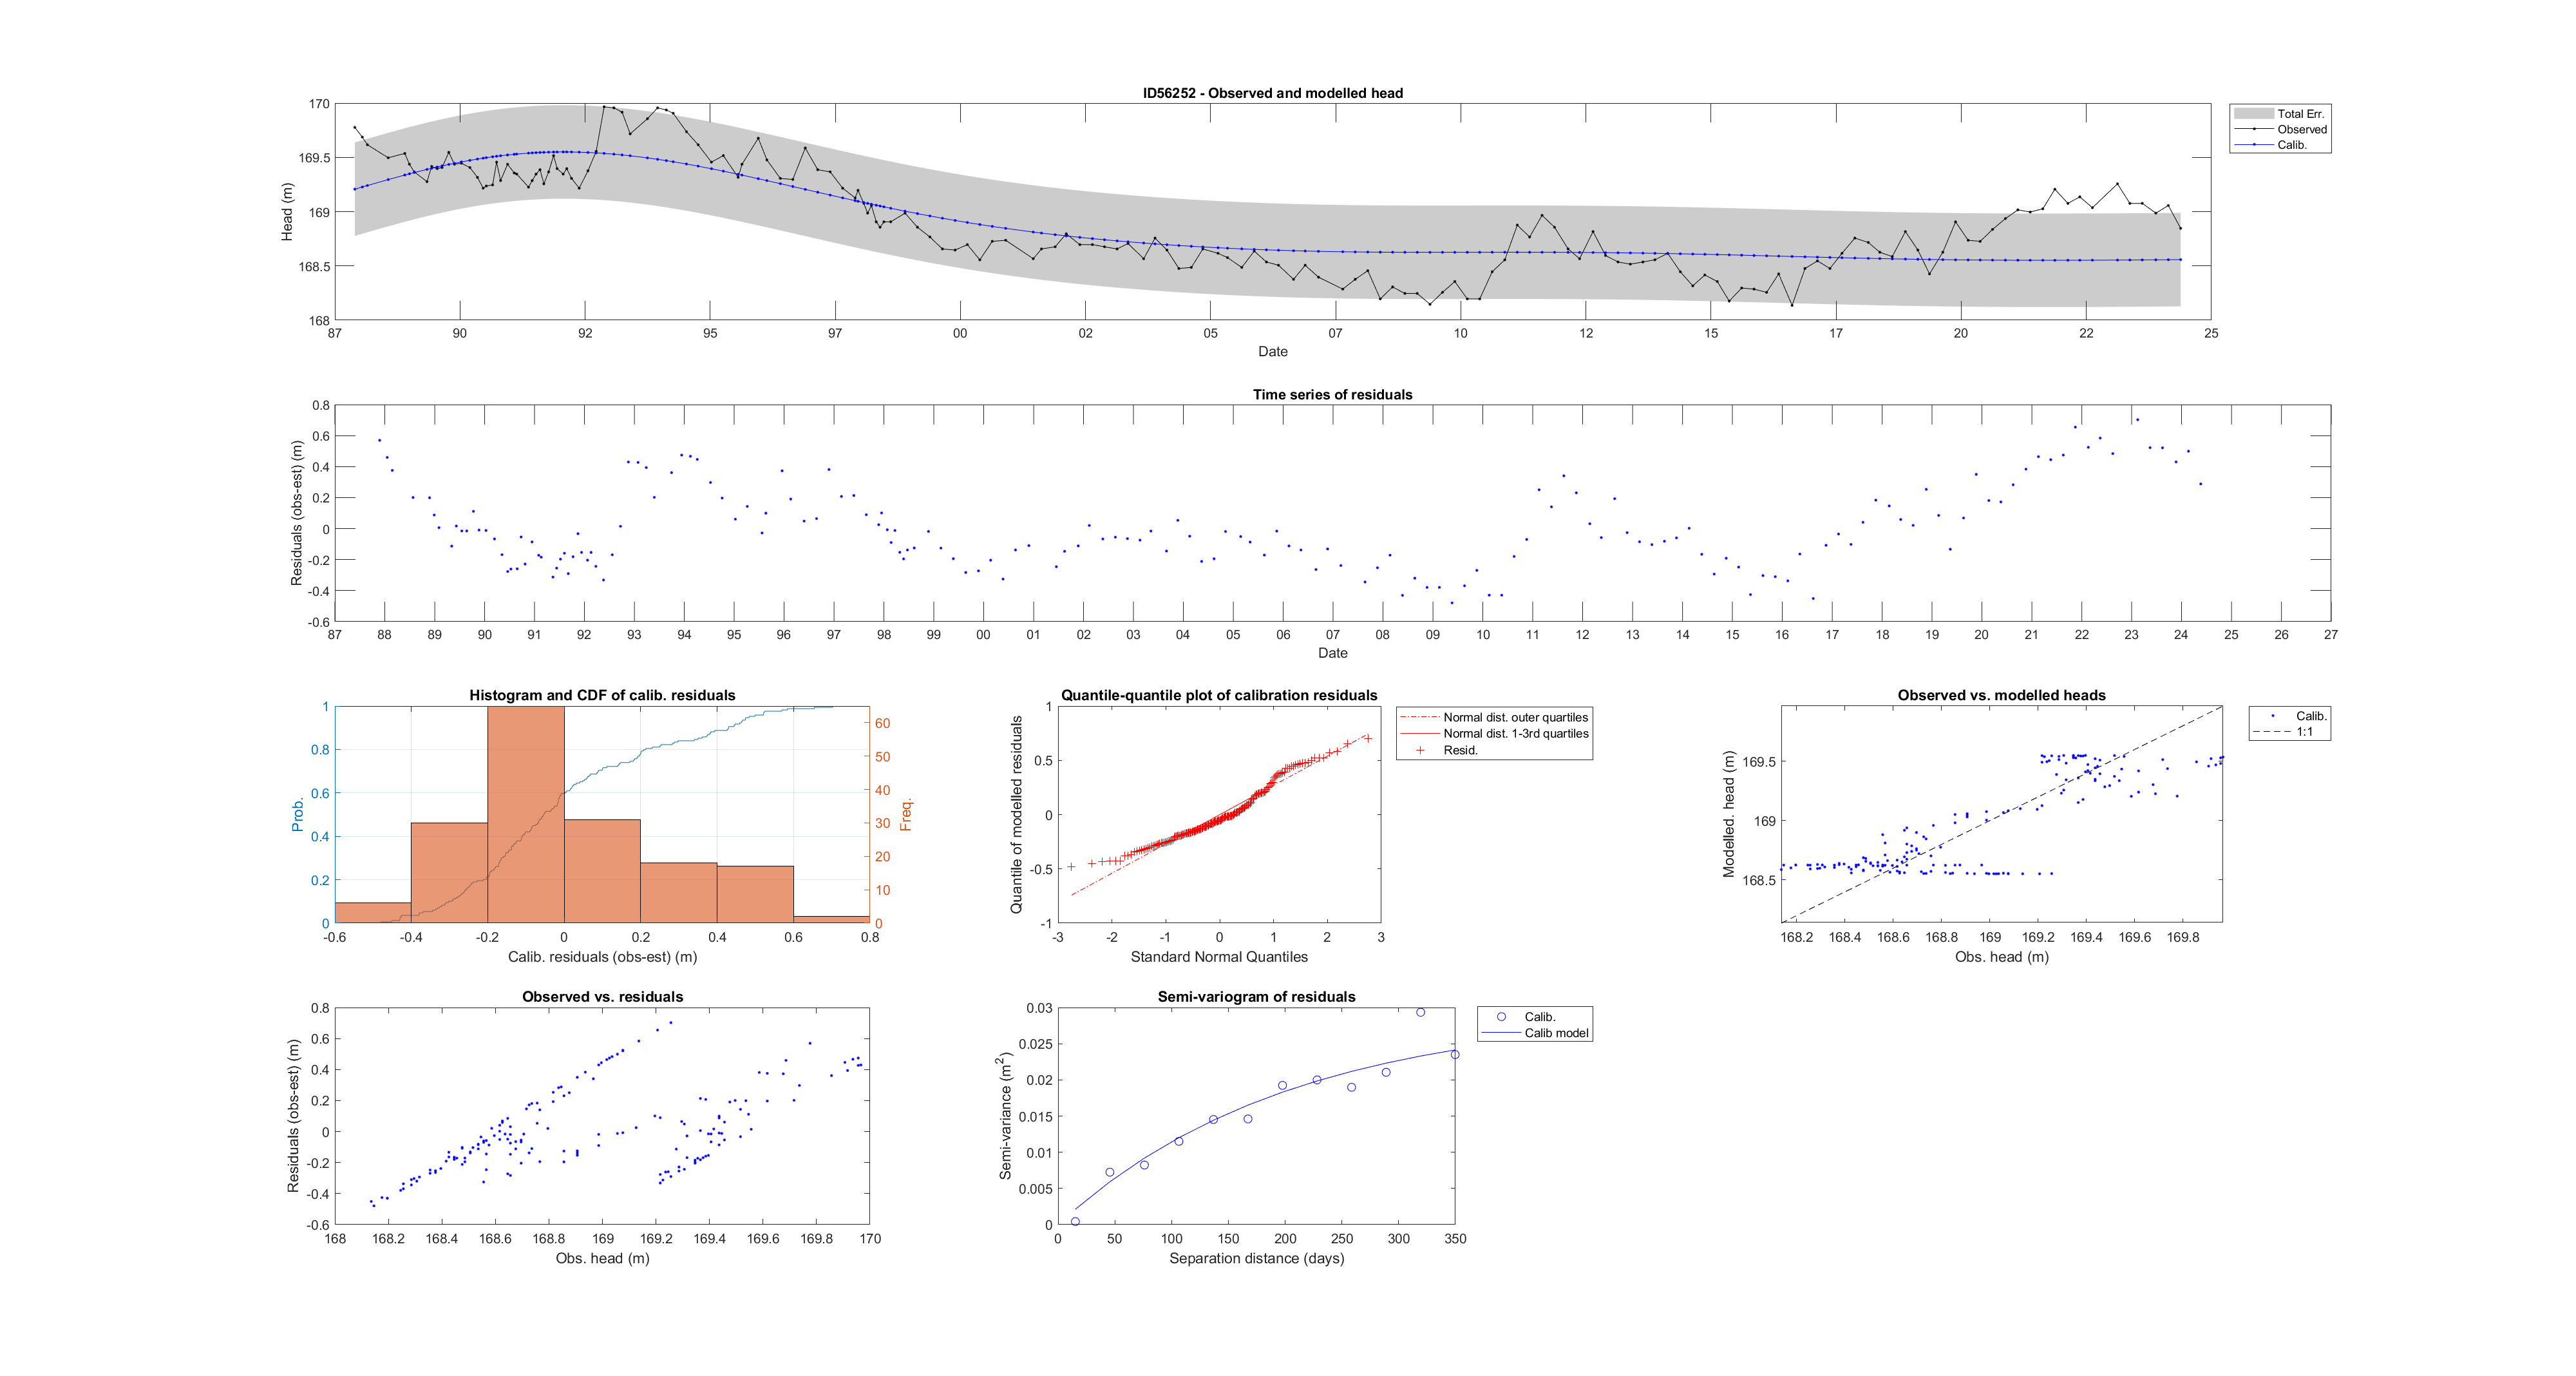 ID56252 - Observed and modelled head
Head (m)
170
169.5
169
168.5
168
87 90 92 95 97 00 02 05 07 10 12 15 17 20 22 25
Date
Total Err.
Observed
Calib.
Time series of residuals
Residuals (obs-est) (m)
0.8
0.6
0.4
0.2
0
-0.2
-0.4
-0.6
87 88 89 90 91 92 93 94 95 96 97 98 99 00 01 02 03 04 05 06 07 08 09 10 11 12 13 14 15 16 17 18 19 20 21 22 23 24 25 26 27
Date
Histogram and CDF of calib. residuals
Prob.
1
0.8
0.6
0.4
0.2
0
Freq.
60
50
40
30
20
10
0
-0.6 -0.4 -0.2 0 0.2 0.4 0.6 0.8
Calib. residuals (obs-est) (m)
Quantile-quantile plot of calibration residuals
Quantile of modelled residuals
1
0.5
0
-0.5
-1
-3 -2 -1 0 1 2 3
Standard Normal Quantiles
Normal dist. outer quartiles
Normal dist. 1-3rd quartiles
Resid.
Observed vs. modelled heads
Modelled. head (m)
169.5
169
168.5
168.2 168.4 168.6 168.8 169 169.2 169.4 169.6 169.8
Obs. head (m)
Calib.
1:1
Observed vs. residuals
Residuals (obs-est) (m)
0.8
0.6
0.4
0.2
0
-0.2
-0.4
-0.6
168 168.2 168.4 168.6 168.8 169 169.2 169.4 169.6 169.8 170
Obs. head (m)
Semi-variogram of residuals
Semi-variance (m²)
0.03
0.025
0.02
0.015
0.01
0.005
0
0 50 100 150 200 250 300 350
Separation distance (days)
Calib.
Calib model